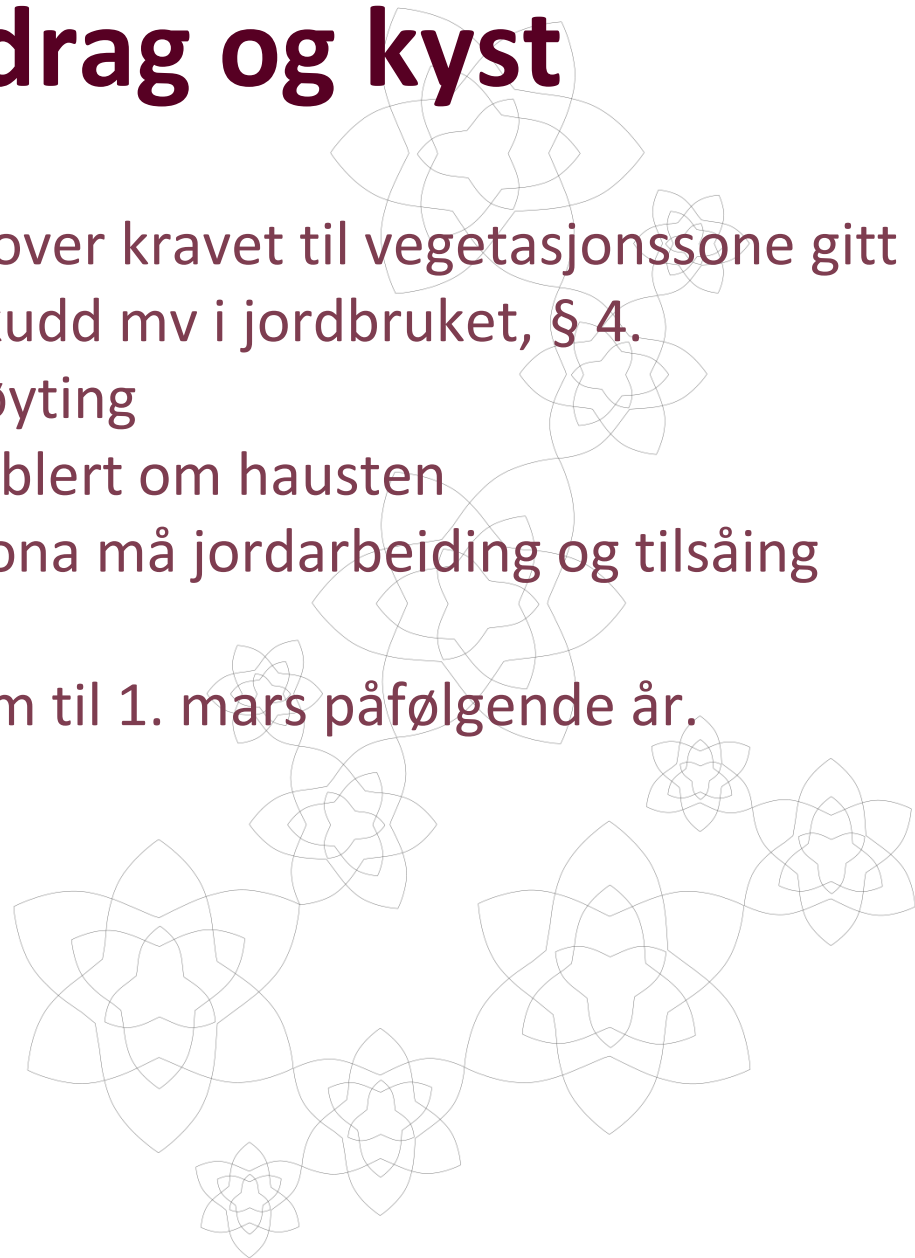 drag og kyst
over kravet til vegetasjonssone gitt
kudd mv i jordbruket, § 4.
øyting
blert om hausten
ona må jordarbeiding og tilsåing
m til 1. mars påfølgende år.